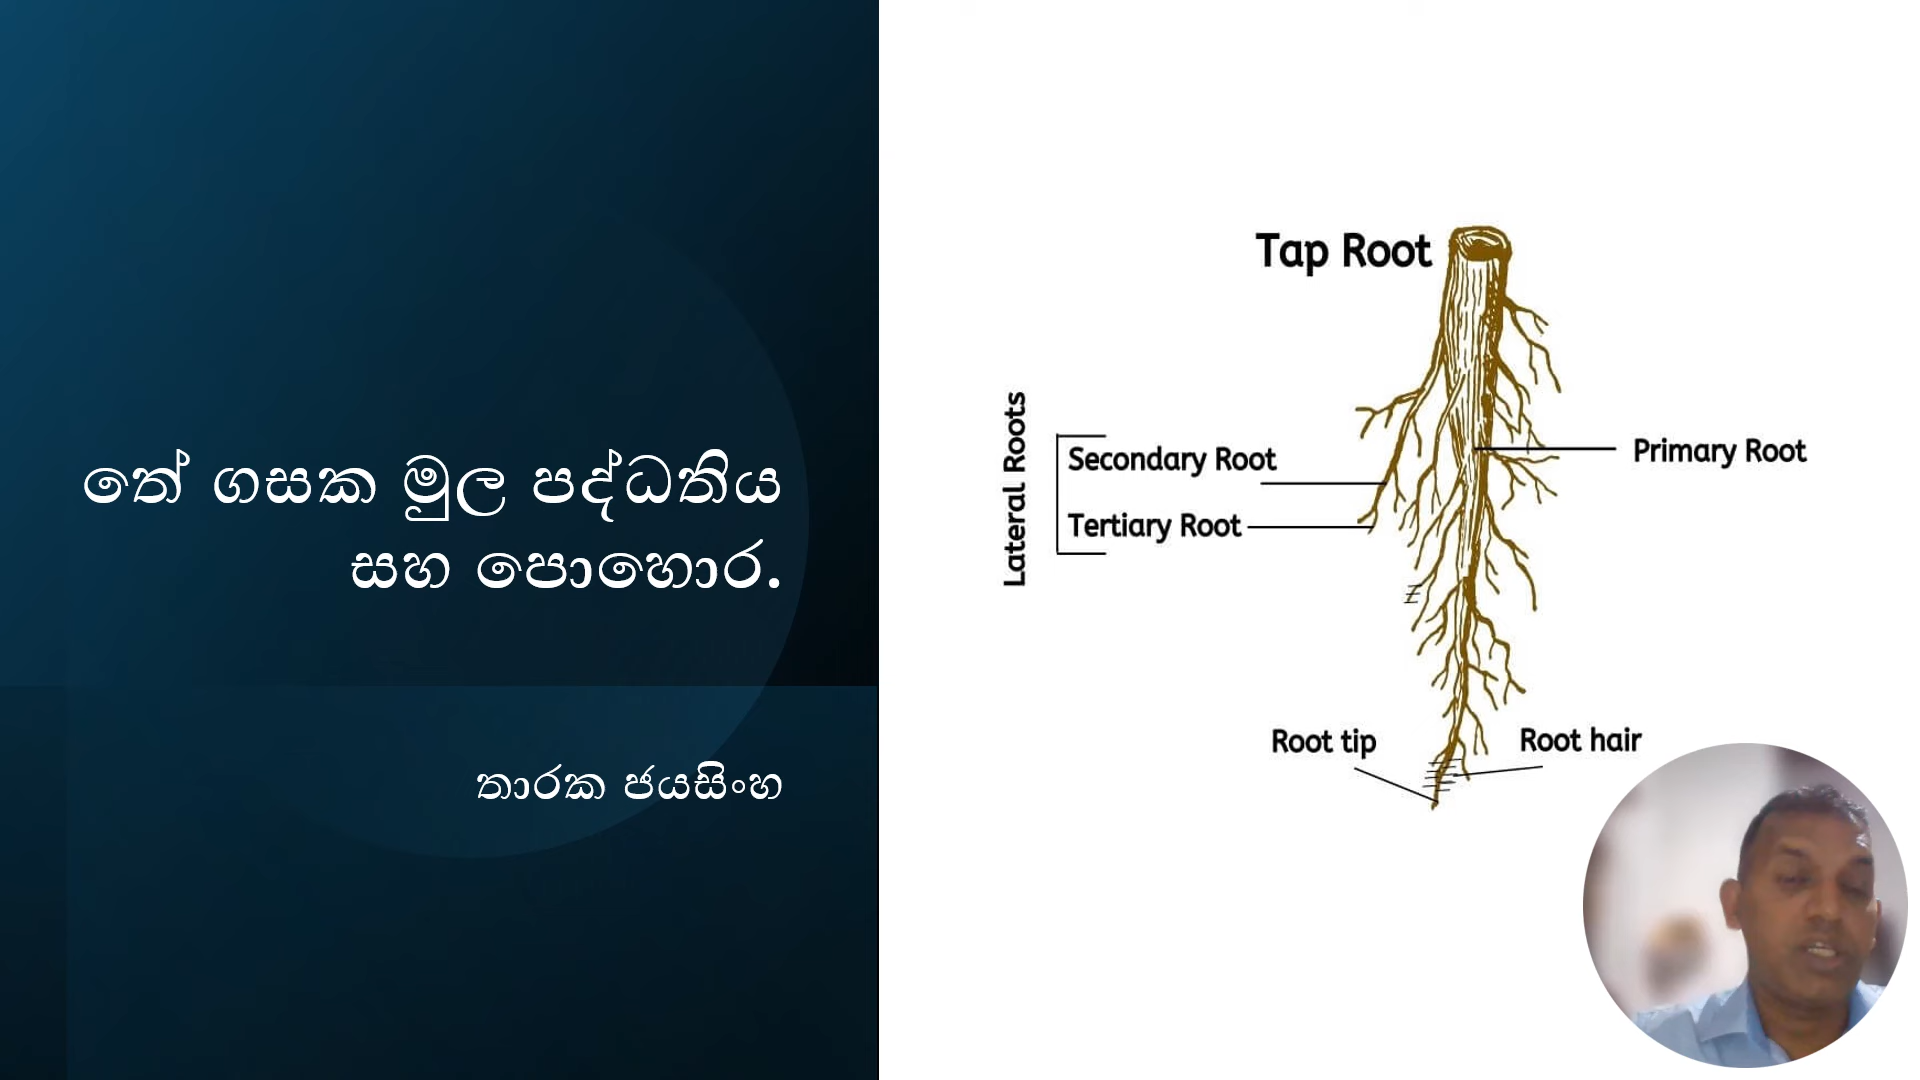 තේ ගසක මුල පද්ධතිය
සහ පොහොර.
තාරක ජයසිංහ
Tap Root
Lateral Roots
Secondary Root
Tertiary Root
Primary Root
Root tip
Root hair